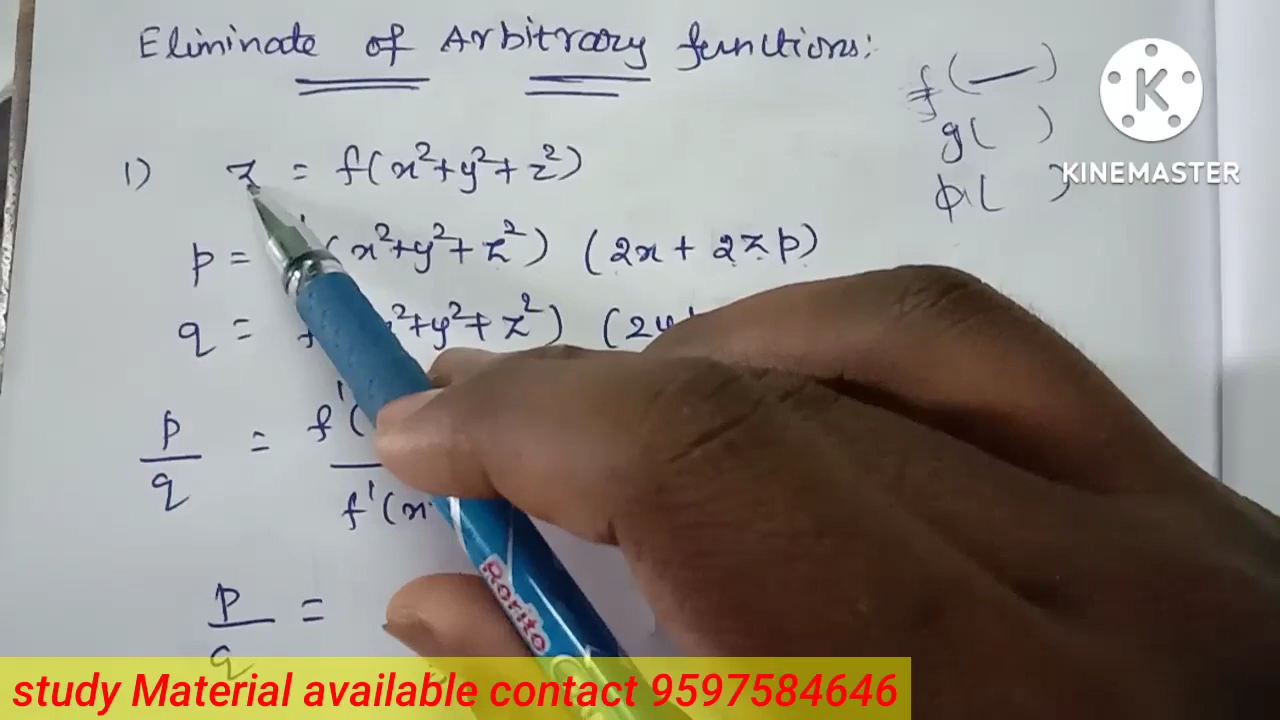 Eliminate of Arbitrary functions:
f(—)
g( )
φ( )
KINEMASTER
1) z = f(x²+y²+z²)
p = (x²+y²+z²) (2x + 2zp)
q = ²+y²+z²) (2y
p/q = f'(
f'(x
p/q =
study Material available contact 9597584646
Rorito